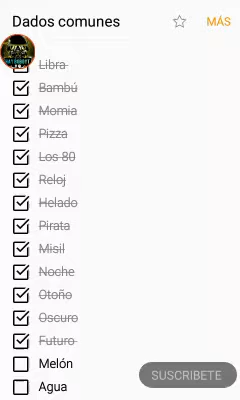 Dados comunes
MÁS
Libra
Bambú
Momia
Pizza
Los 80
Reloj
Helado
Pirata
Misil
Noche
Otoño
Oscuro
Futuro
Melón
Agua
SUSCRIBETE